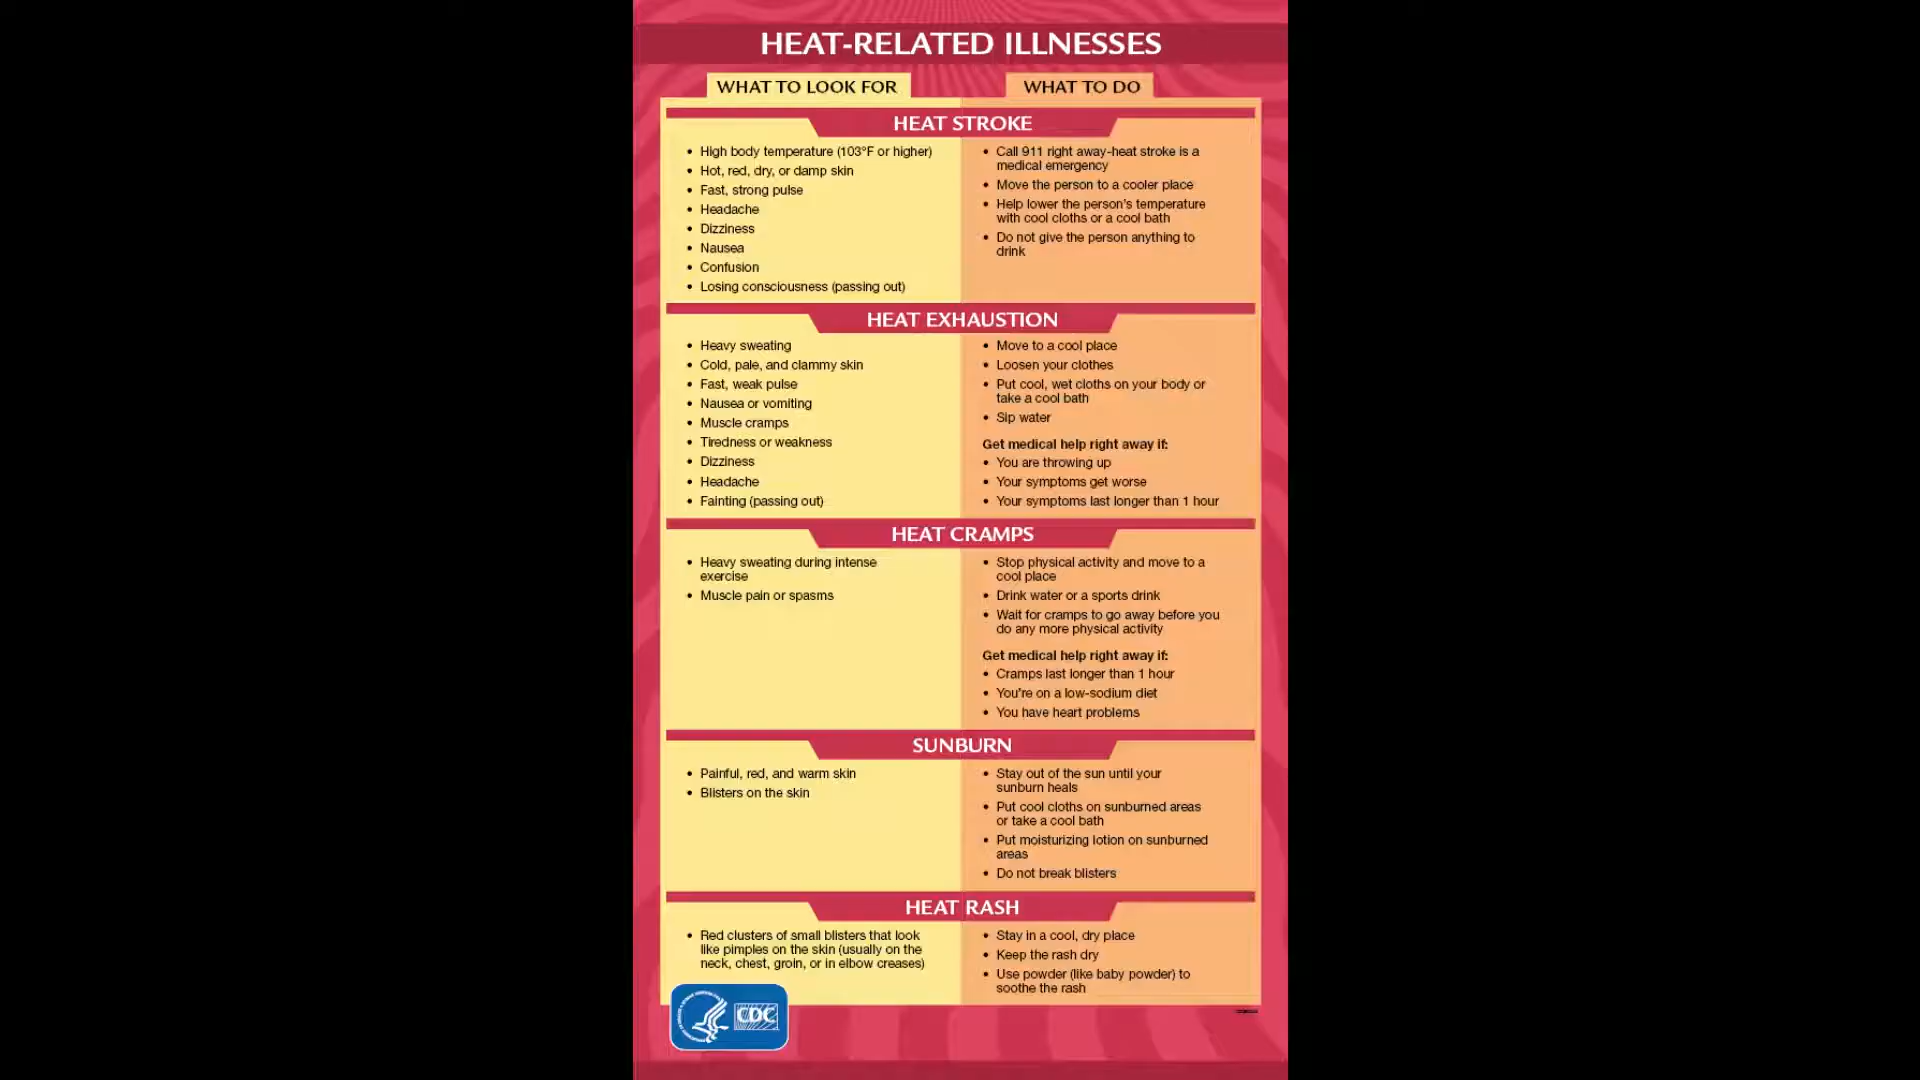 HEAT-RELATED ILLNESSES
WHAT TO LOOK FOR
WHAT TO DO
HEAT STROKE
• High body temperature (103°F or higher)
• Hot, red, dry, or damp skin
• Fast, strong pulse
• Headache
• Dizziness
• Nausea
• Confusion
• Losing consciousness (passing out)
• Call 911 right away-heat stroke is a
medical emergency
• Move the person to a cooler place
• Help lower the person's temperature
with cool cloths or a cool bath
• Do not give the person anything to
drink
HEAT EXHAUSTION
• Heavy sweating
• Cold, pale, and clammy skin
• Fast, weak pulse
• Nausea or vomiting
• Muscle cramps
• Tiredness or weakness
• Dizziness
• Headache
• Fainting (passing out)
• Move to a cool place
• Loosen your clothes
• Put cool, wet cloths on your body or
take a cool bath
• Sip water
Get medical help right away if:
• You are throwing up
• Your symptoms get worse
• Your symptoms last longer than 1 hour
HEAT CRAMPS
• Heavy sweating during intense
exercise
• Muscle pain or spasms
• Stop physical activity and move to a
cool place
• Drink water or a sports drink
• Wait for cramps to go away before you
do any more physical activity
Get medical help right away if:
• Cramps last longer than 1 hour
• You're on a low-sodium diet
• You have heart problems
SUNBURN
• Painful, red, and warm skin
• Blisters on the skin
• Stay out of the sun until your
sunburn heals
• Put cool cloths on sunburned areas
or take a cool bath
• Put moisturizing lotion on sunburned
areas
• Do not break blisters
HEAT RASH
• Red clusters of small blisters that look
like pimples on the skin (usually on the
neck, chest, groin, or in elbow creases)
• Stay in a cool, dry place
• Keep the rash dry
• Use powder (like baby powder) to
soothe the rash
CDC